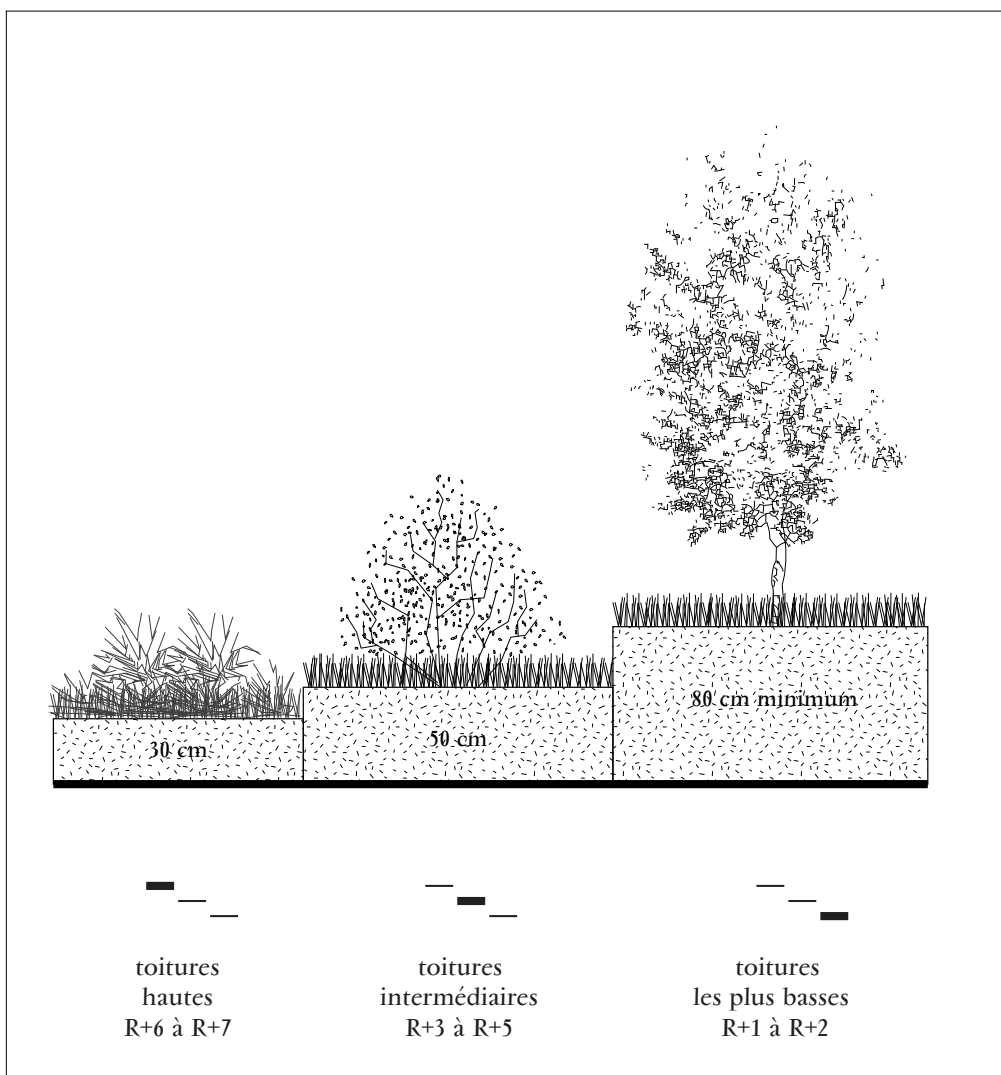 80 cm minimum
50 cm
30 cm
toitures
hautes
R+6 à R+7
toitures
intermédiaires
R+3 à R+5
toitures
les plus basses
R+1 à R+2